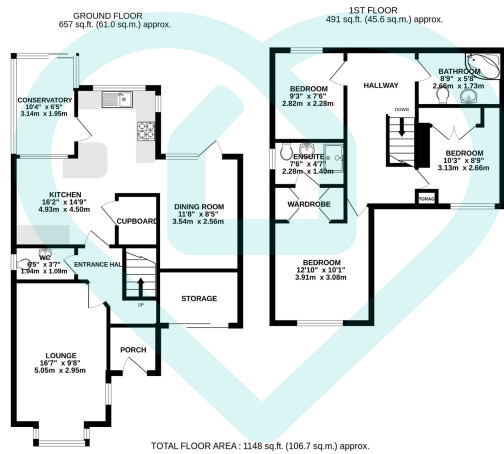 GROUND FLOOR
657 sq.ft. (61.0 sq.m.) approx.
CONSERVATORY
10'4" x 6'5"
3.14m x 1.95m
KITCHEN
16'2" x 14'9"
4.93m x 4.50m
CUPBOARD
DINING ROOM
11'8" x 8'5"
3.54m x 2.56m
WC
6'5" x 3'7"
1.94m x 1.09m
ENTRANCE HALL
UP
STORAGE
LOUNGE
16'7" x 9'8"
5.05m x 2.95m
PORCH
1ST FLOOR
491 sq.ft. (45.6 sq.m.) approx.
BEDROOM
9'3" x 7'6"
2.82m x 2.28m
HALLWAY
BATHROOM
8'9" x 5'8"
2.66m x 1.73m
DOWN
ENSUITE
7'6" x 4'7"
2.28m x 1.40m
BEDROOM
10'3" x 8'9"
3.13m x 2.66m
WARDROBE
TORAG
BEDROOM
12'10" x 10'1"
3.91m x 3.08m
TOTAL FLOOR AREA : 1148 sq.ft. (106.7 sq.m.) approx.